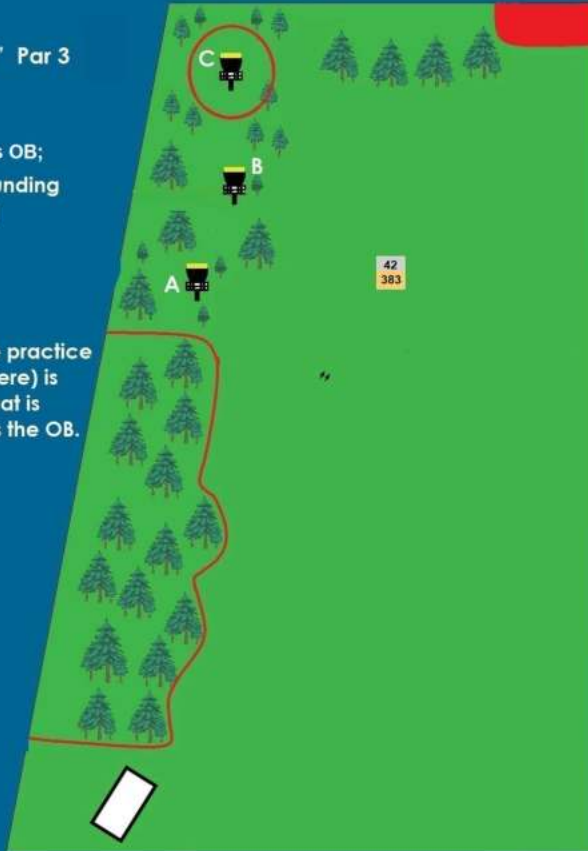 ' Par 3
s OB;
unding
practice
ere) is
at is
s the OB.
C
B
A
42
383